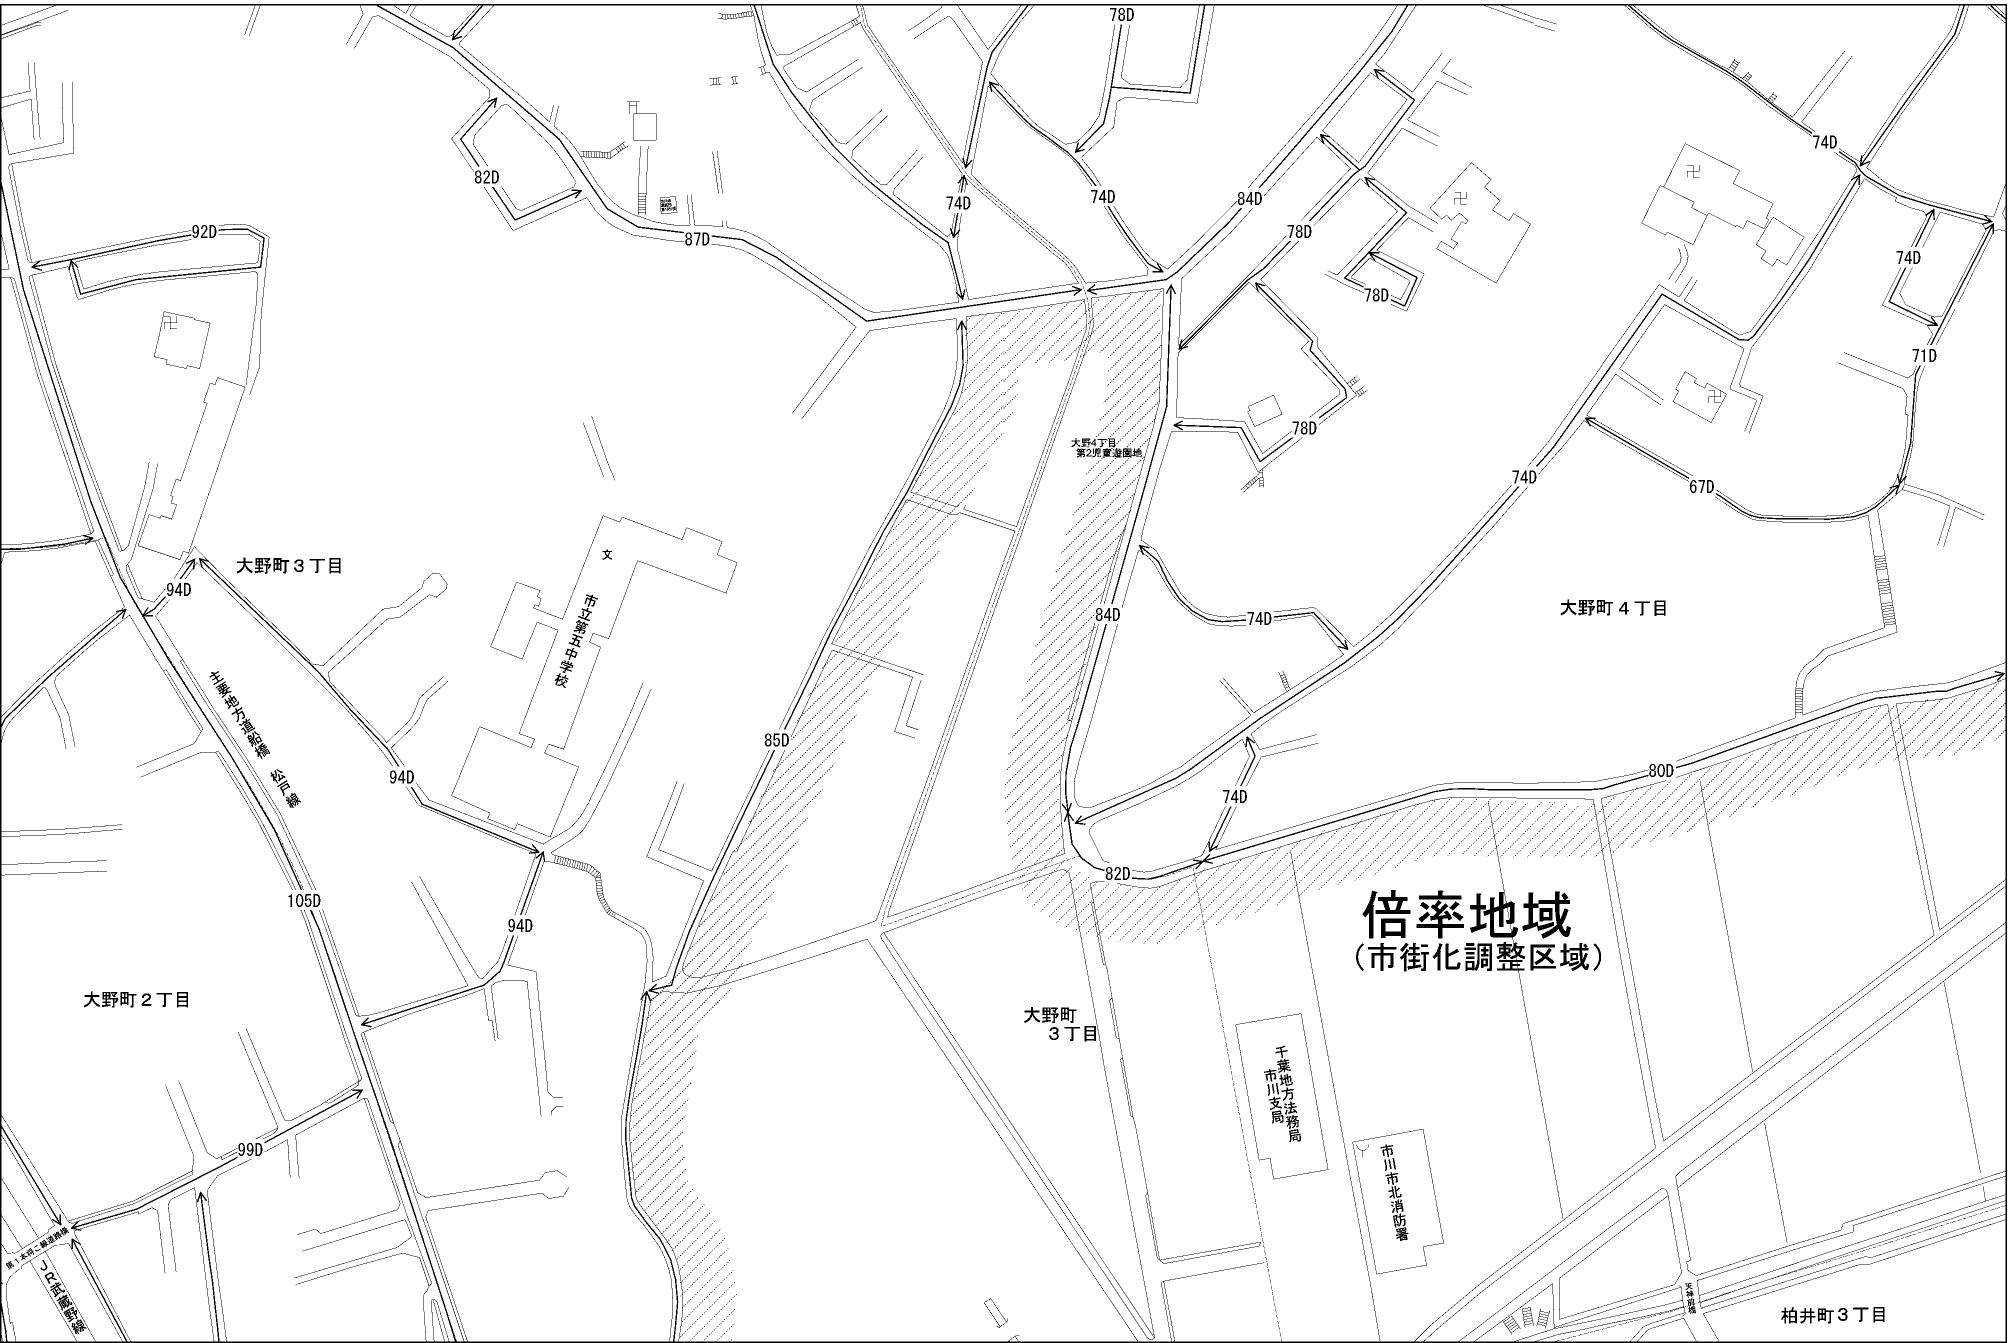 78D
74D
82D
74D
74D
84D
92D
87D
78D
74D
78D
71D
大野4丁目
第2児童遊園地
78D
74D
67D
文
大野町３丁目
94D
市立第五中学校
84D
74D
大野町４丁目
主要地方道船橋　松戸線
85D
94D
80D
74D
82D
105D
94D
倍率地域
（市街化調整区域）
大野町２丁目
大野町
３丁目
千葉地方法務局
市川支局
99D
市川市北消防署
JR武蔵野線
天神前橋
柏井町３丁目